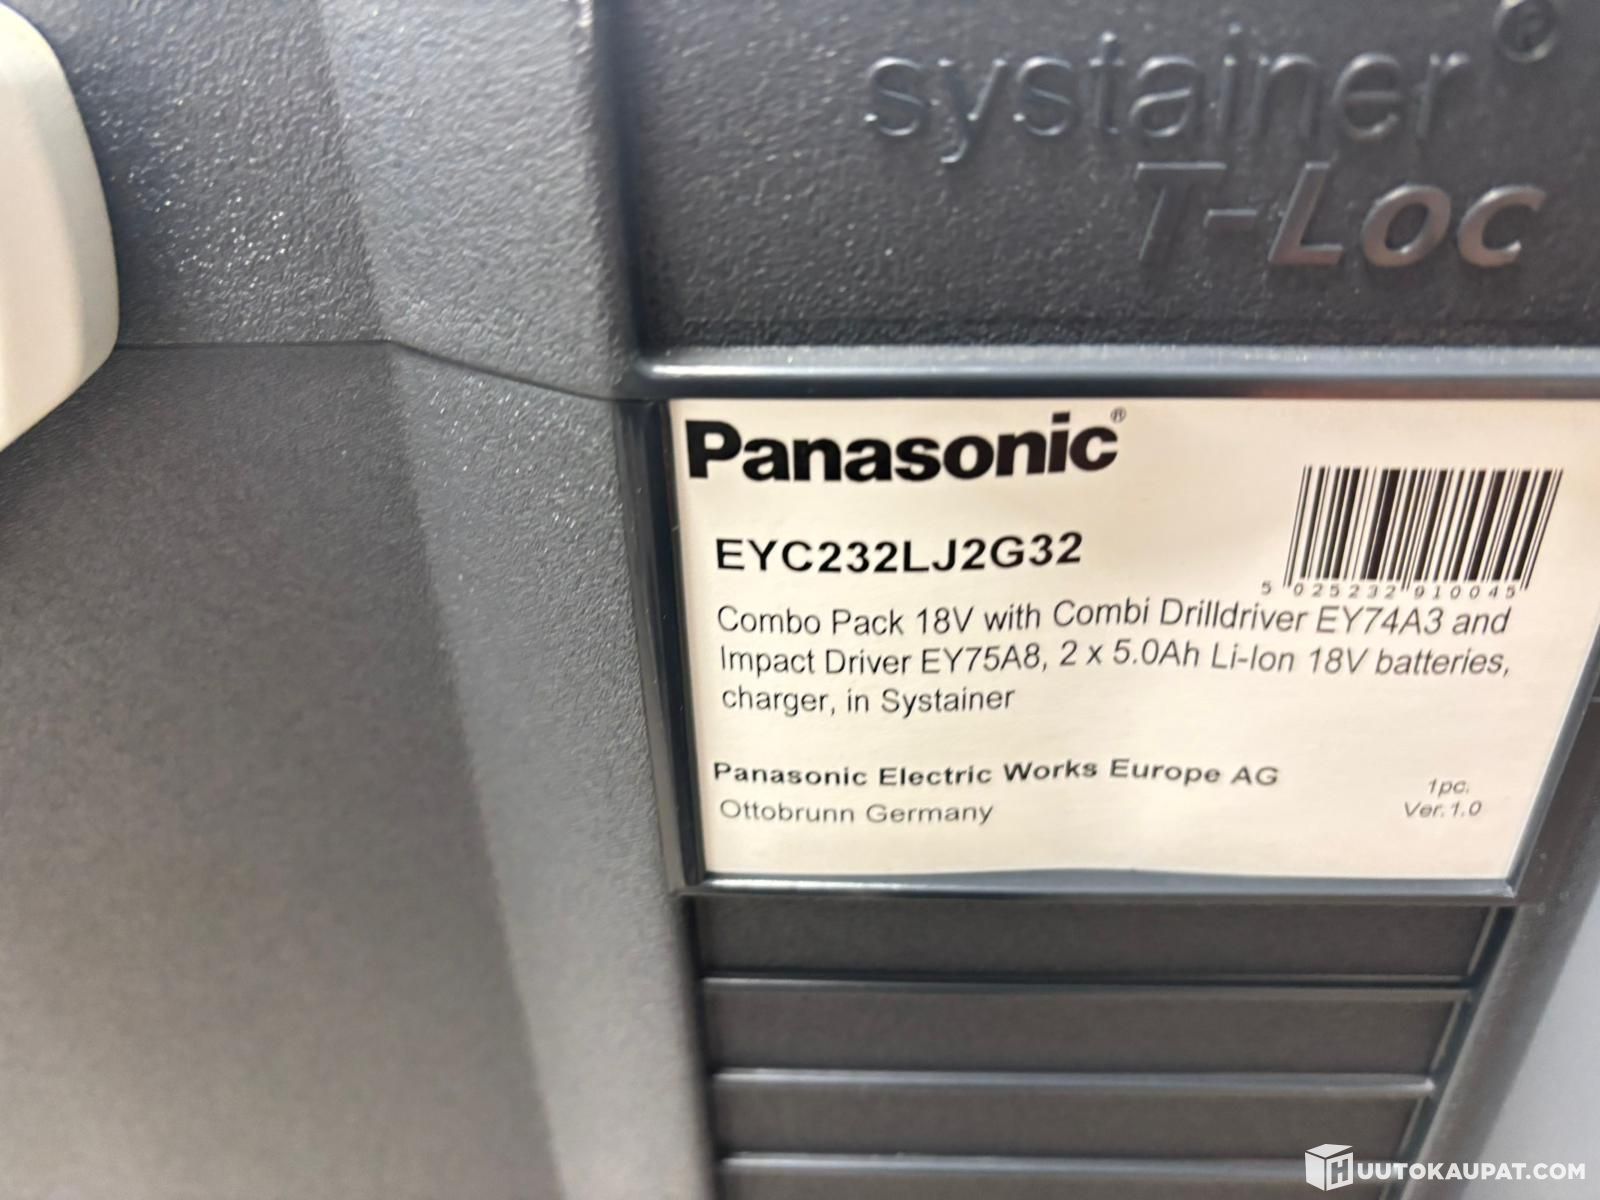 systainer®
T-Loc
Panasonic®
EYC232LJ2G32
5 025232 910045
Combo Pack 18V with Combi Drilldriver EY74A3 and
Impact Driver EY75A8, 2 x 5.0Ah Li-Ion 18V batteries,
charger, in Systainer
Panasonic Electric Works Europe AG
Ottobrunn Germany
1pc.
Ver.1.0
HUUTOKAUPAT.COM